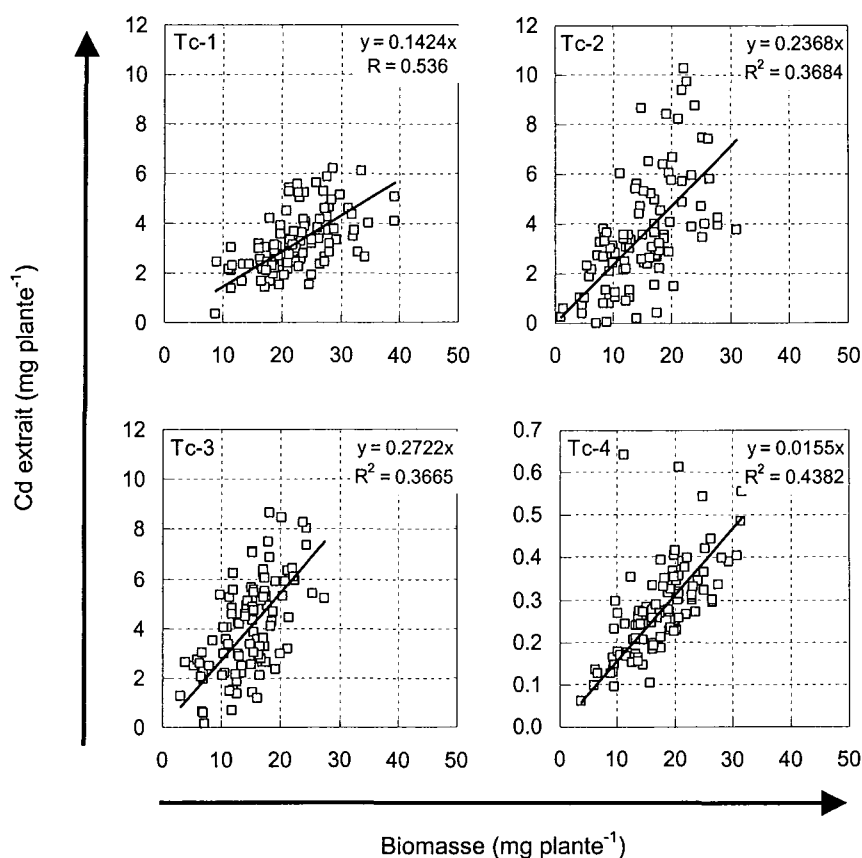 Tc-1
y = 0.1424x
R = 0.536
12
10
8
6
4
2
0
0 10 20 30 40 50
Tc-2
y = 0.2368x
R² = 0.3684
12
10
8
6
4
2
0
0 10 20 30 40 50
Cd extrait (mg plante⁻¹)
Tc-3
y = 0.2722x
R² = 0.3665
12
10
8
6
4
2
0
0 10 20 30 40 50
Tc-4
y = 0.0155x
R² = 0.4382
0.7
0.6
0.5
0.4
0.3
0.2
0.1
0.0
0 10 20 30 40 50
Biomasse (mg plante⁻¹)